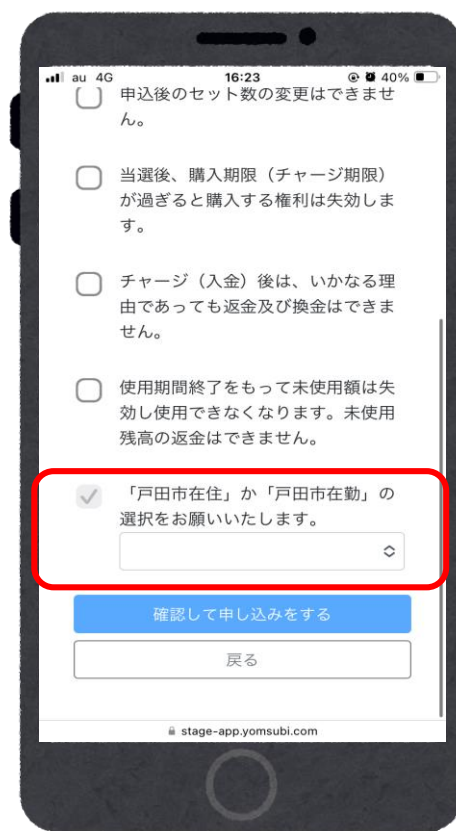 au 4G 16:23 40%
申込後のセット数の変更はできませ
ん。
当選後、購入期限（チャージ期限）
が過ぎると購入する権利は失効しま
す。
チャージ（入金）後は、いかなる理
由であっても返金及び換金はできま
せん。
使用期間終了をもって未使用額は失
効し使用できなくなります。未使用
残高の返金はできません。
「戸田市在住」か「戸田市在勤」の
選択をお願いいたします。
確認して申し込みをする
戻る
stage-app.yomsubi.com